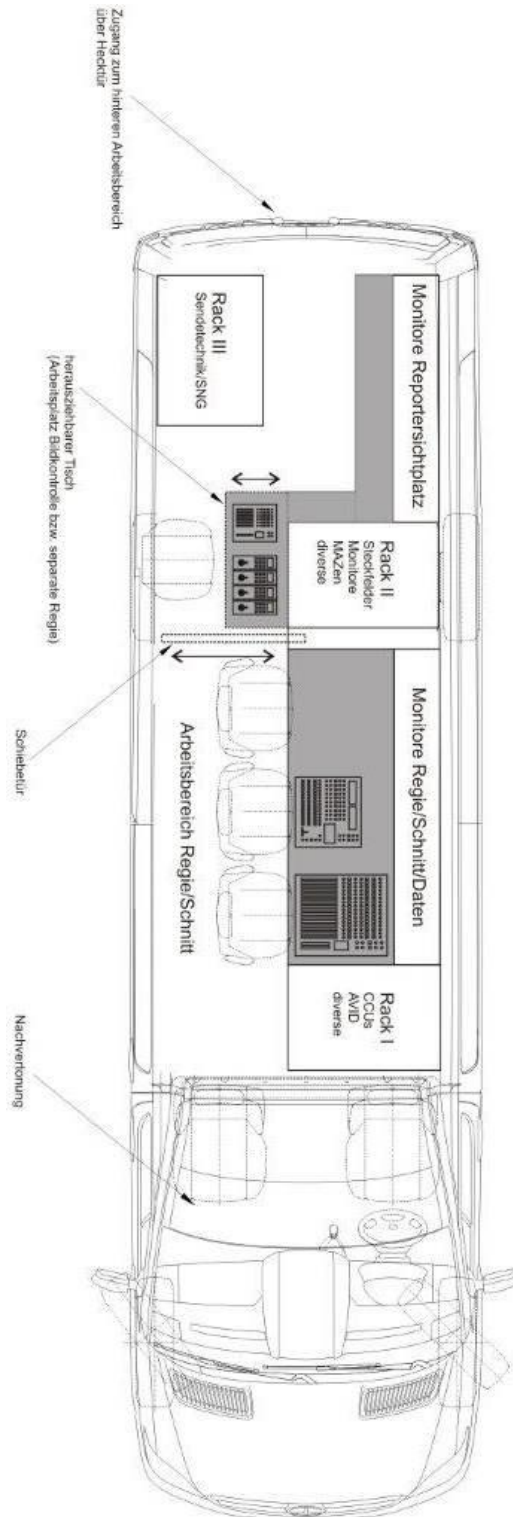 Zugang zum hinteren Arbeitsbereich
über Hecktür
Monitore Reportersichtplatz
Rack III
Sendetechnik/SNG
herausziehbarer Tisch
(Arbeitsplatz Bildkontrolle bzw. separate Regie)
Rack II
Steckfelder
Monitore
MAZen
diverse
Schiebetür
Arbeitsbereich Regie/Schnitt
Monitore Regie/Schnitt/Daten
Rack I
CCUs
AVID
diverse
Nachvertonung